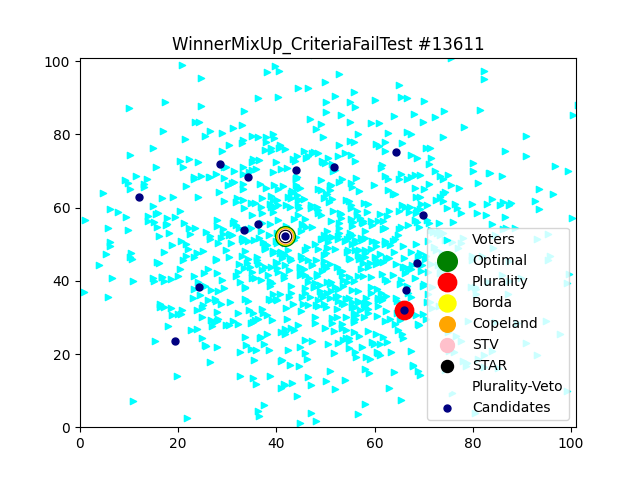 WinnerMixUp_CriteriaFailTest #13611
100
80
60
40
20
0
0 20 40 60 80 100
Voters
Optimal
Plurality
Borda
Copeland
STV
STAR
Plurality-Veto
Candidates